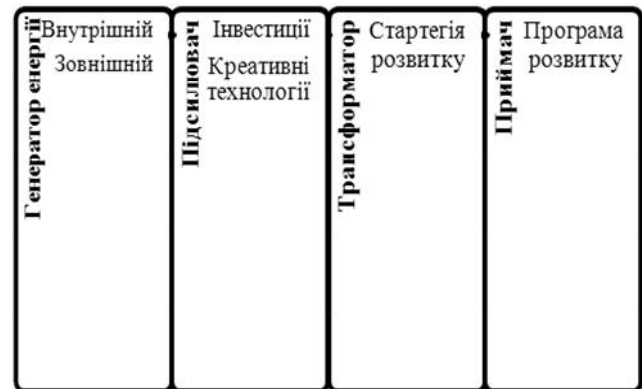 Генератор енергії
Внутрішній
Зовнішній
Підсилювач
Інвестиції
Креативні
технології
Трансформатор
Стартегія
розвитку
Приймач
Програма
розвитку